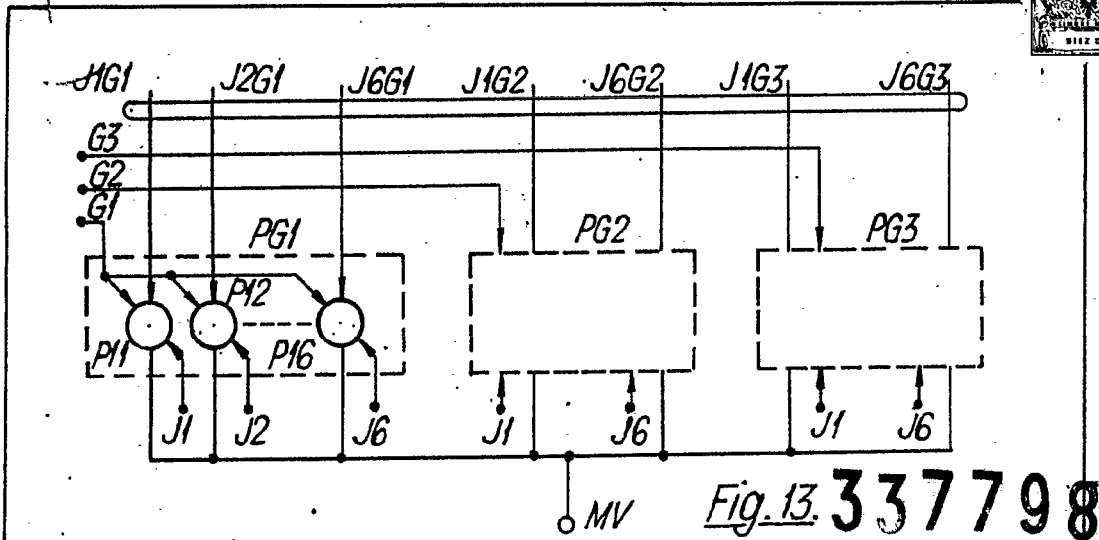 J1G1 J2G1 J6G1 J1G2 J6G2 J1G3 J6G3
G3
G2
G1
PG1 PG2 PG3
P12
P11 P16
J1 J2 J6 J1 J6 J1 J6
MV
Fig. 13. 337798